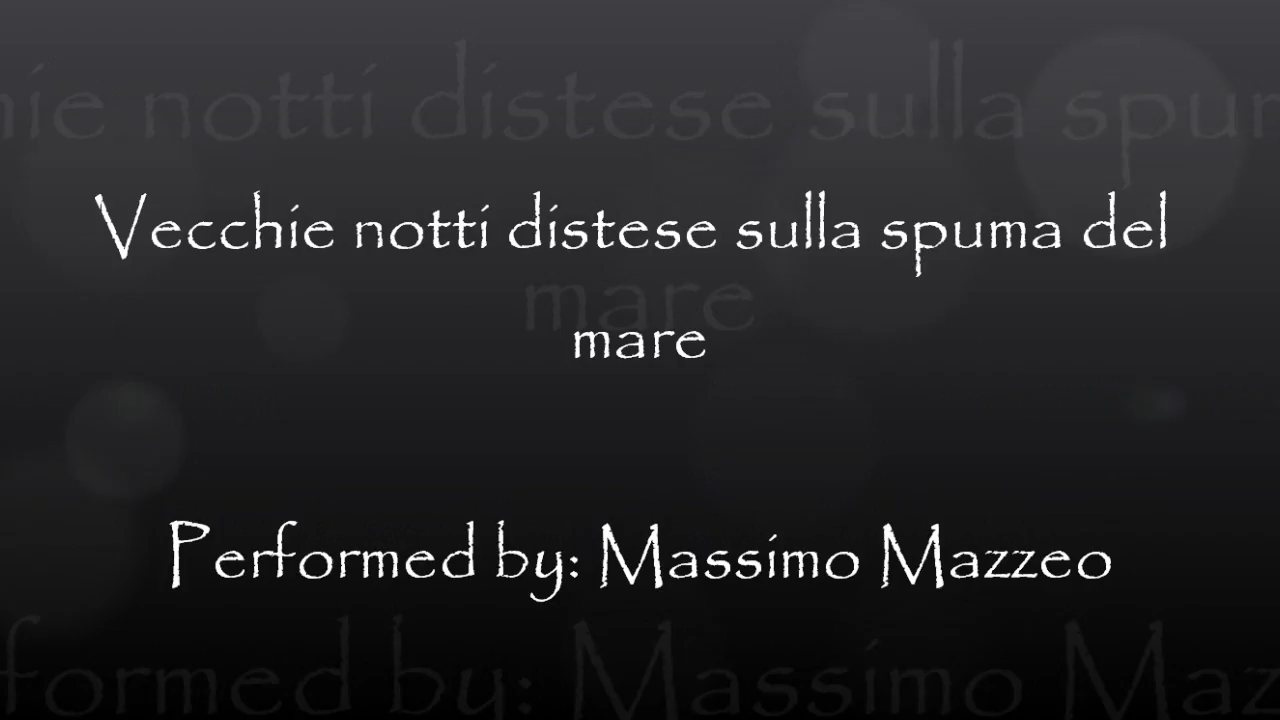 Vecchie notti distese sulla spuma del
mare
Performed by: Massimo Mazzeo